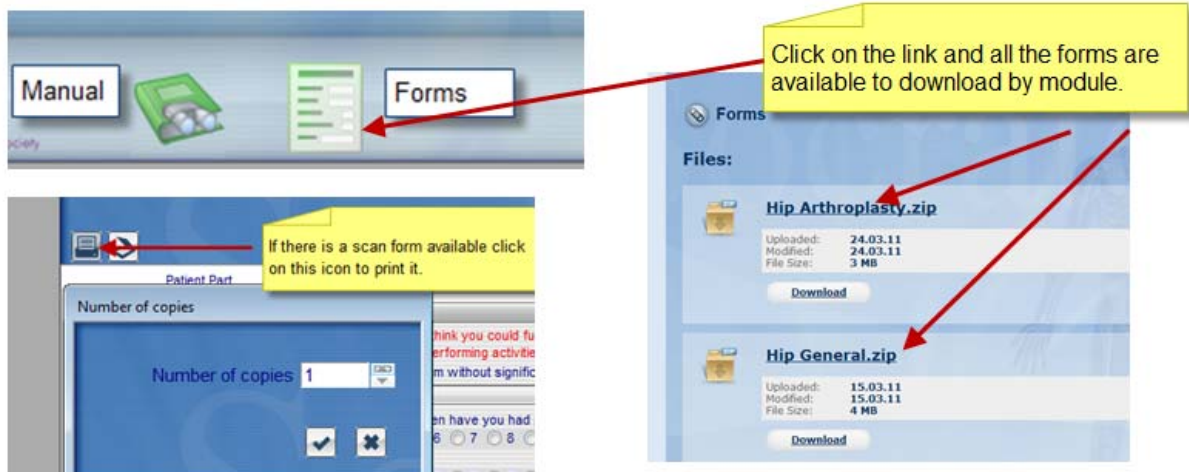 Manual
Forms
ociety
Click on the link and all the forms are
available to download by module.
Forms
Files:
Hip Arthroplasty.zip
Uploaded: 24.03.11
Modified: 24.03.11
File Size: 3 MB
Download
Hip General.zip
Uploaded: 15.03.11
Modified: 15.03.11
File Size: 4 MB
Download
If there is a scan form available click
on this icon to print it.
Patient Part
Number of copies
Number of copies 1
think you could fu
erforming activitie
m without signific
en have you had
6 7 8